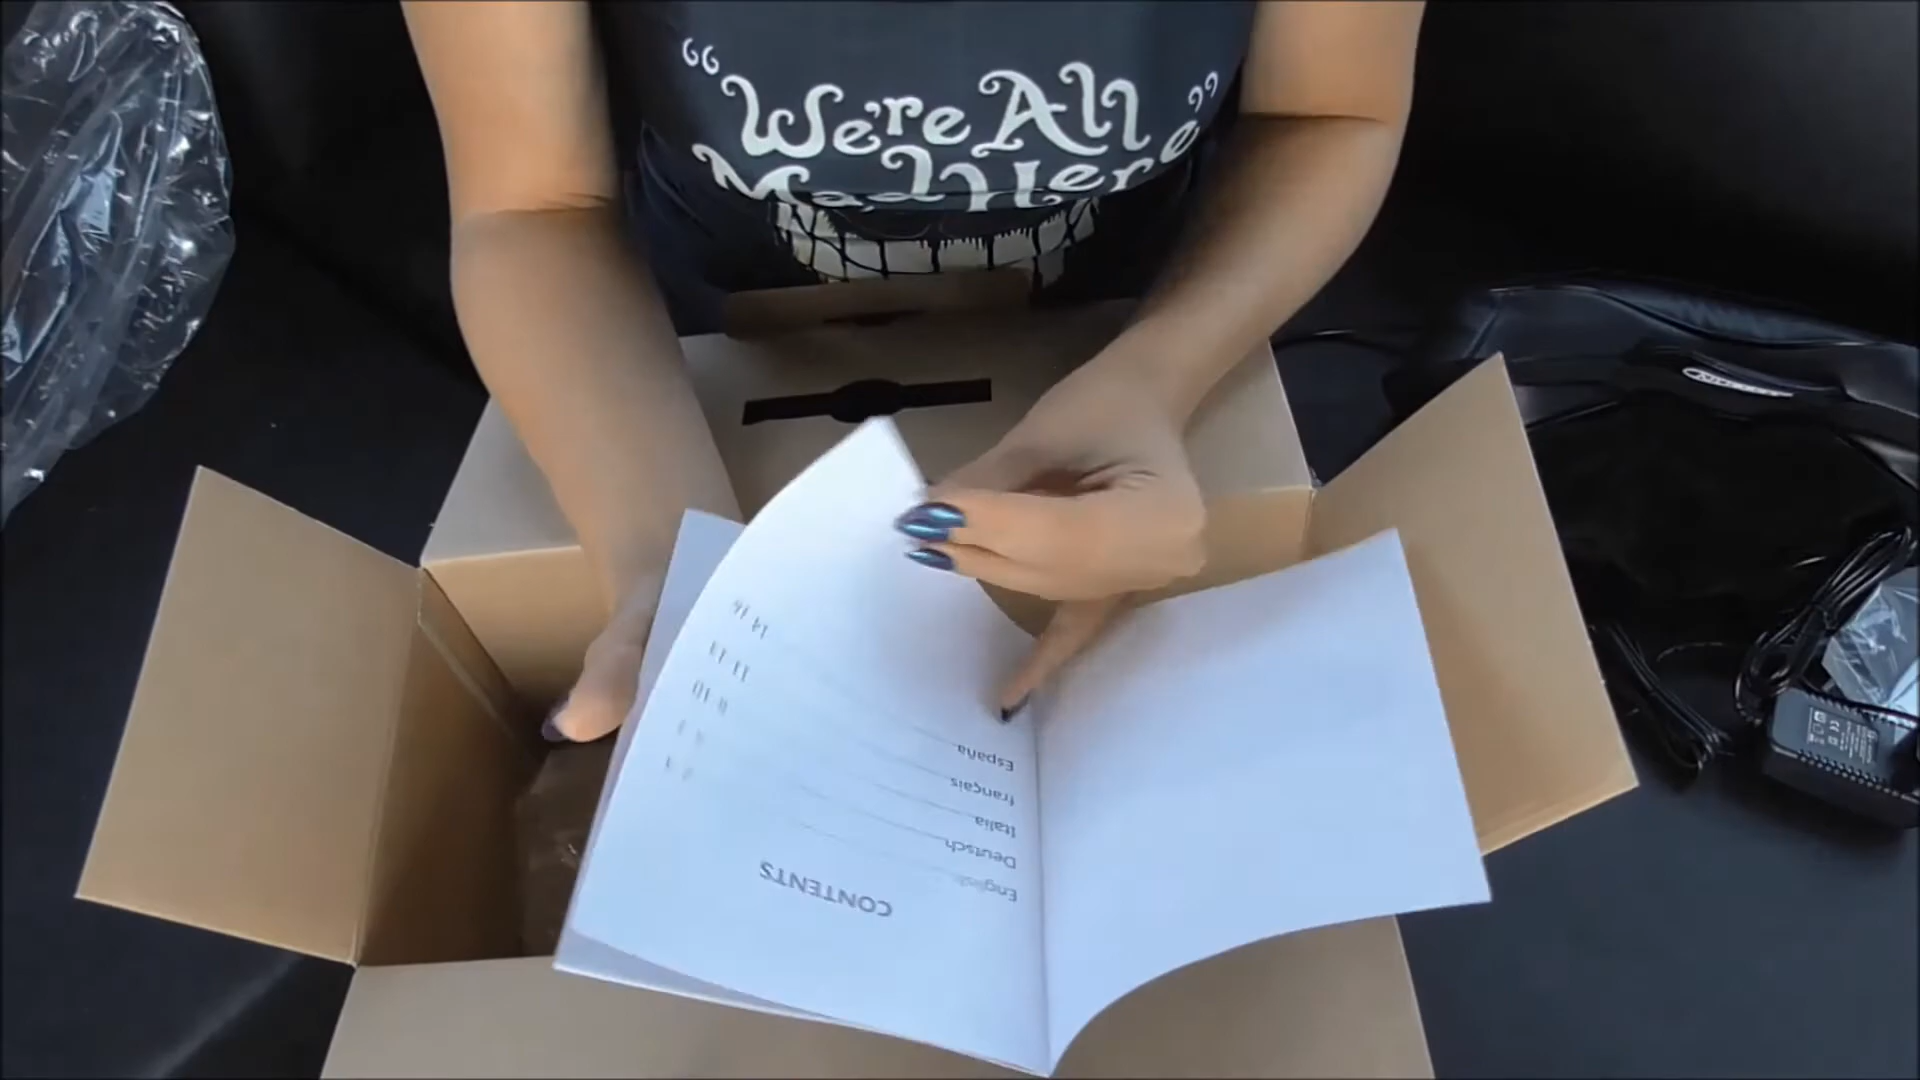 “We’re All
Mad Here”
CONTENTS
English
Deutsch
Italia
français
España
8-10
11-13
14-16